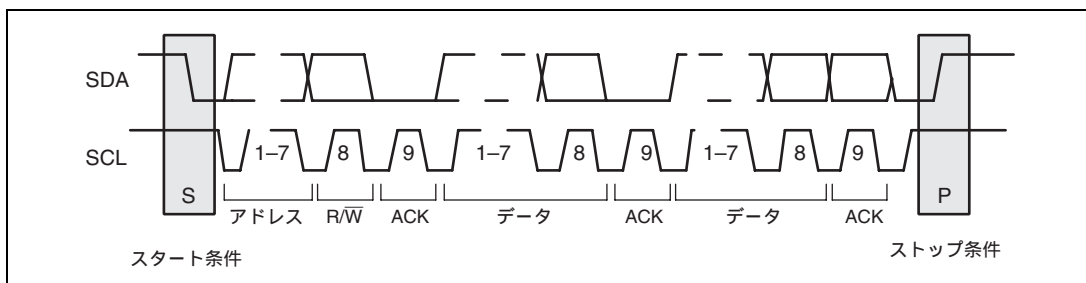 SDA
SCL
1–7 8 9 1–7 8 9 1–7 8 9
S P
アドレス R/W̅ ACK データ ACK データ ACK
スタート条件 ストップ条件